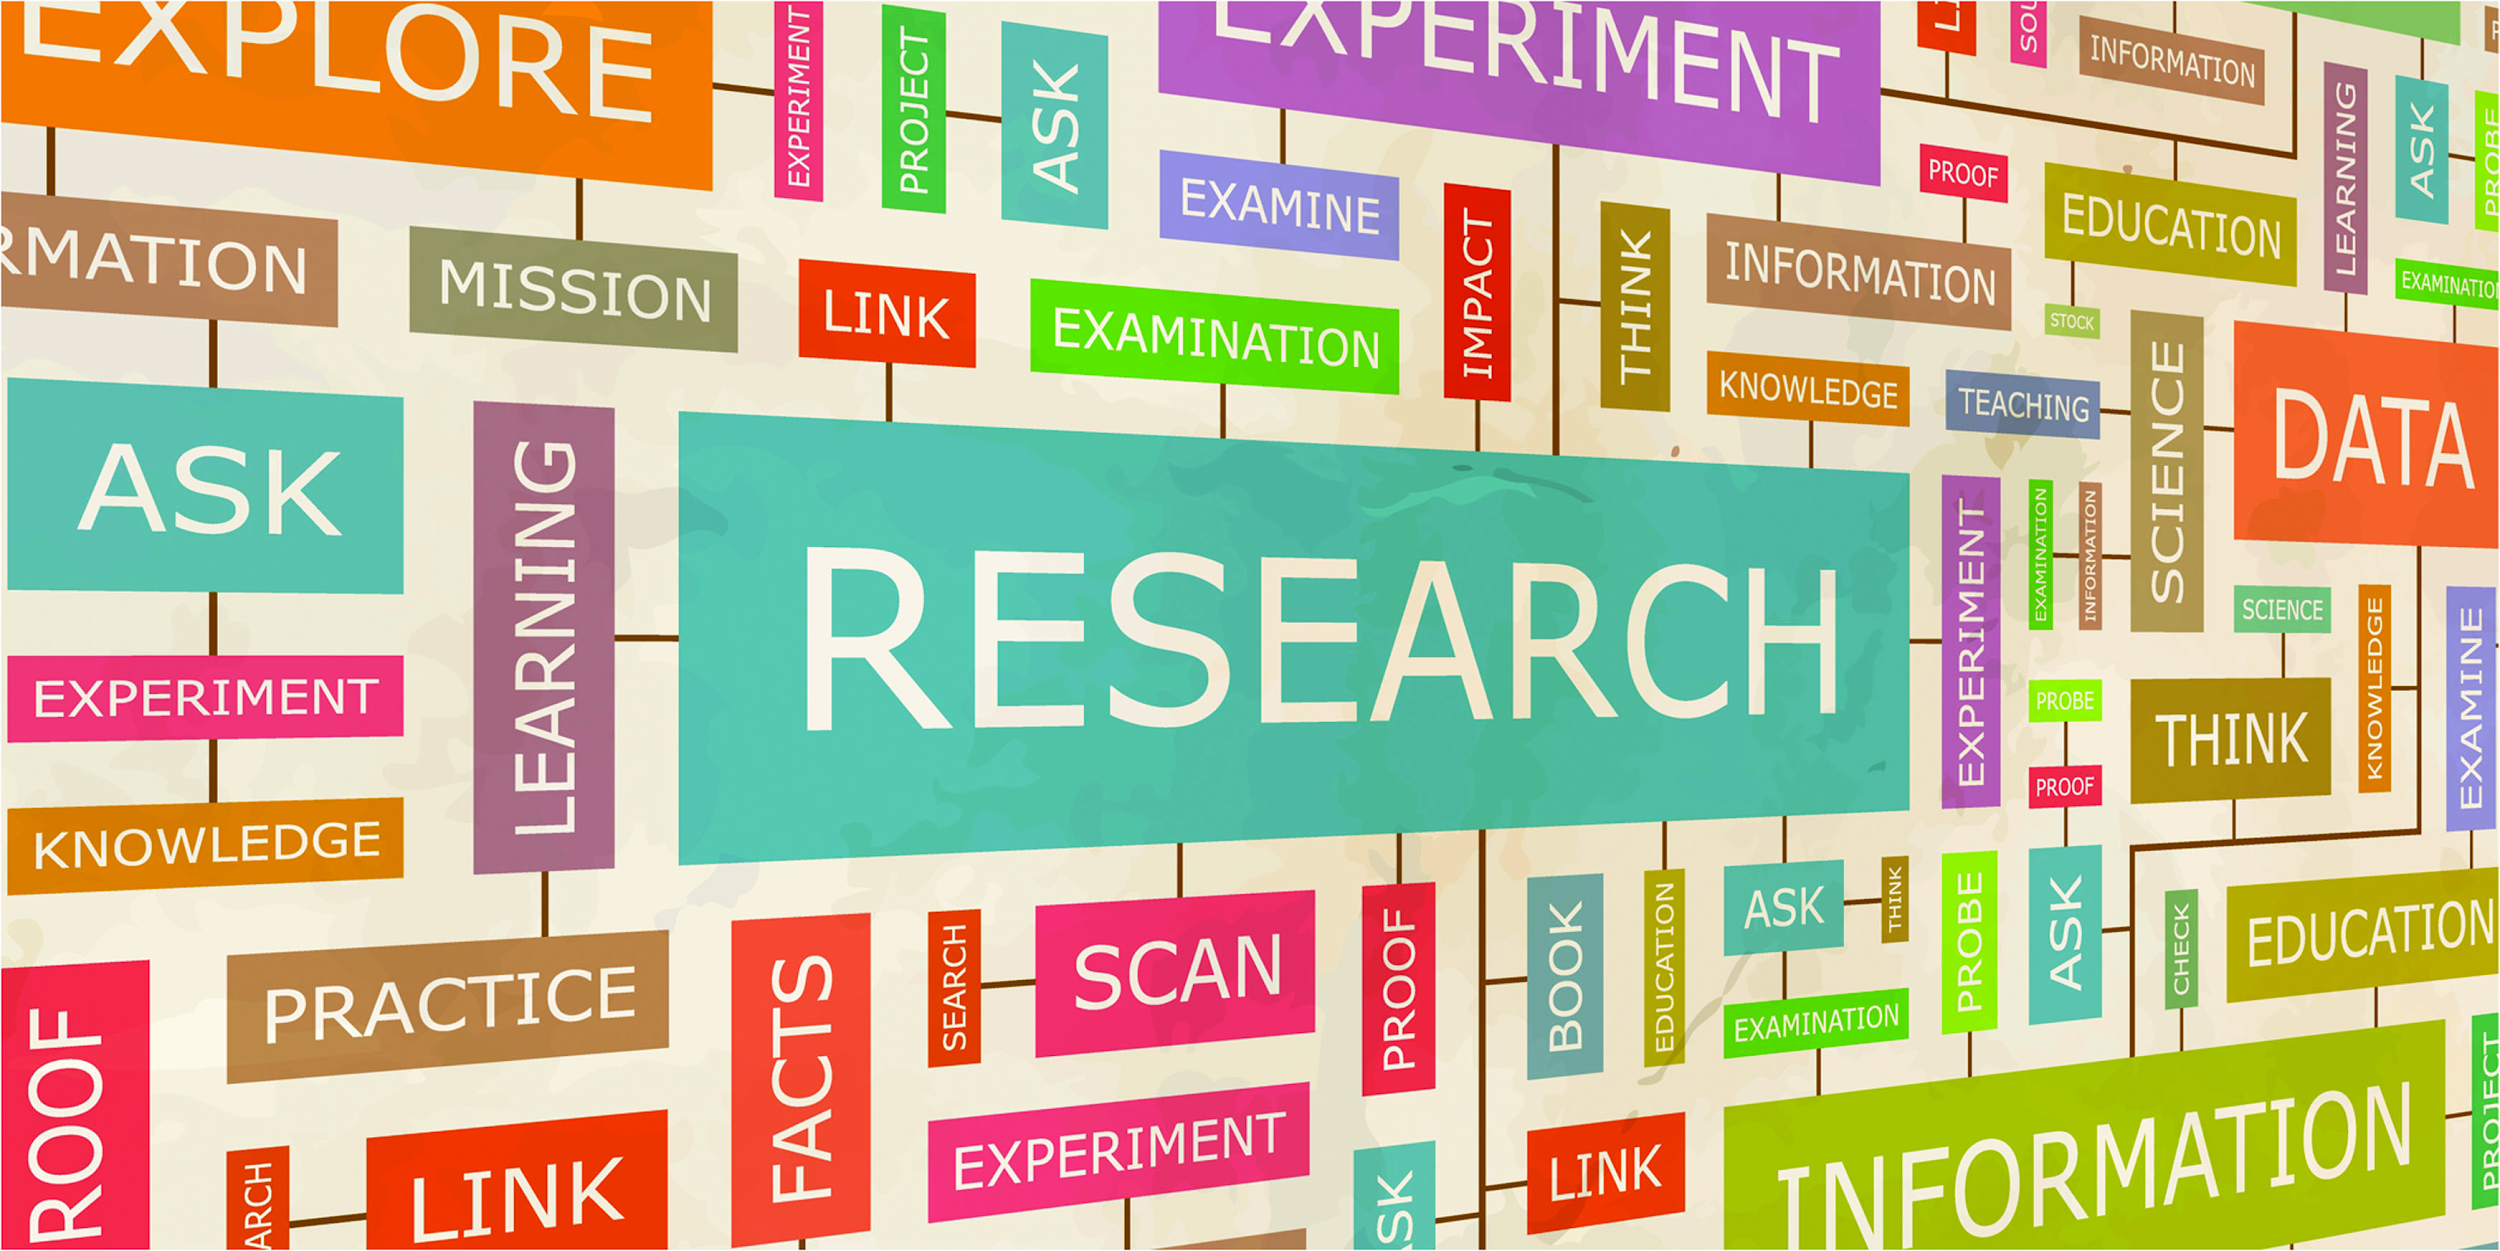 EXPLORE
EXPERIMENT
PROJECT
ASK
EXPERIMENT
INFORMATION
LEARNING
ASK
PROBE
RMATION
MISSION
LINK
EXAMINE
EXAMINATION
IMPACT
THINK
PROOF
INFORMATION
EDUCATION
STOCK
EXAMINATION
KNOWLEDGE
TEACHING
SCIENCE
DATA
ASK
LEARNING
RESEARCH
EXPERIMENT
EXAMINATION
INFORMATION
SCIENCE
KNOWLEDGE
EXAMINE
EXPERIMENT
PROBE
THINK
PROOF
KNOWLEDGE
PRACTICE
FACTS
SEARCH
SCAN
PROOF
BOOK
EDUCATION
ASK
THINK
PROBE
ASK
CHECK
EDUCATION
EXAMINATION
ROOF
ARCH
LINK
EXPERIMENT
SK
LINK
INFORMATION
PROJECT